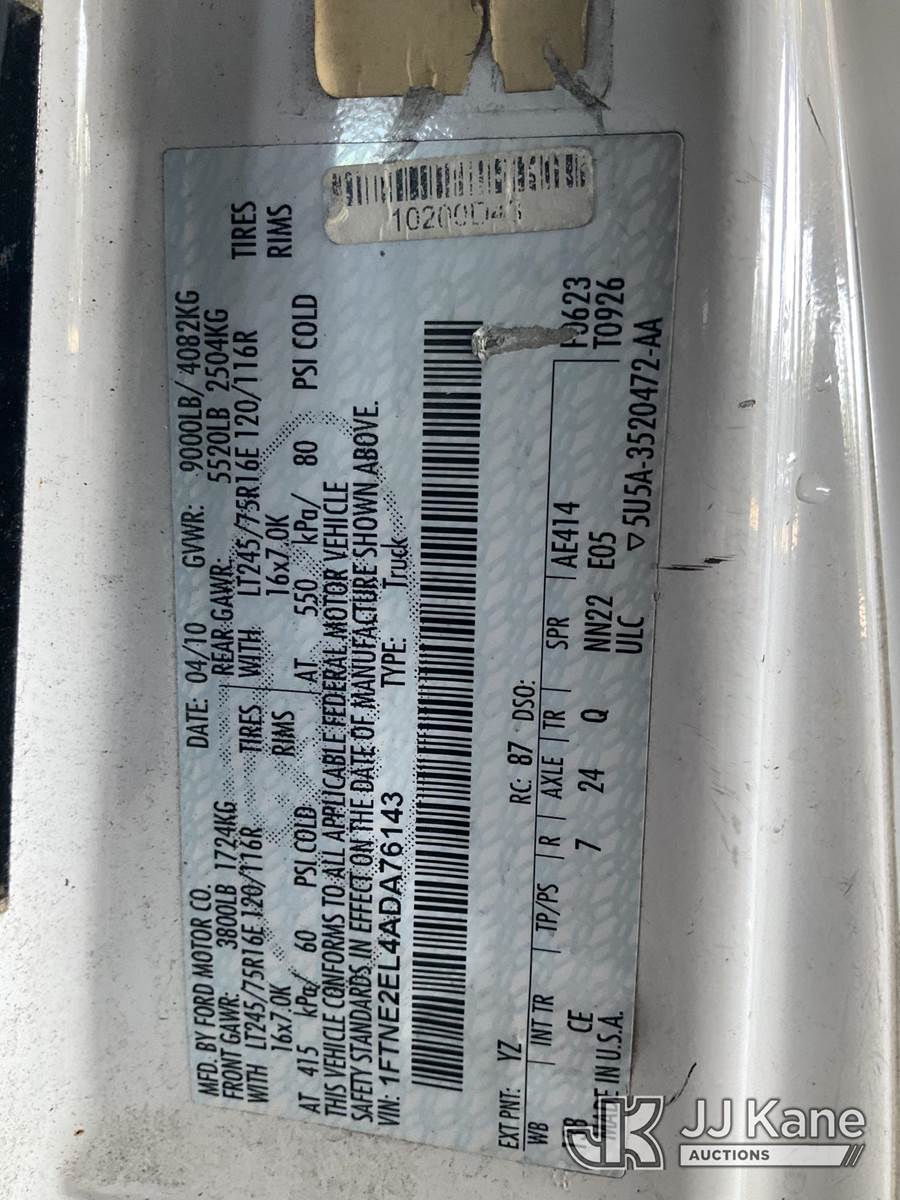 MFD. BY FORD MOTOR CO.
DATE: 04/10 GVWR: 9000LB/ 4082KG
FRONT GAWR: 3800LB 1724KG REAR GAWR: 5520LB 2504KG
WITH LT245/75R16E 120/116R TIRES WITH LT245/75R16E 120/116R TIRES
16x7.0K RIMS 16x7.0K RIMS
AT 415 kPa/ 60 PSI COLD AT 550 kPa/ 80 PSI COLD
THIS VEHICLE CONFORMS TO ALL APPLICABLE FEDERAL MOTOR VEHICLE
SAFETY STANDARDS IN EFFECT ON THE DATE OF MANUFACTURE SHOWN ABOVE.
VIN: 1FTNE2EL4ADA76143 TYPE: Truck
EXT PNT: YZ RC: 87 DSO:
WB INT TR TP/PS R AXLE TR SPR AE414 0623
CE 7 24 Q NN22 E05 T0926
MADE IN U.S.A. ULC ▽5U5A-3520472-AA
JK JJ Kane
AUCTIONS